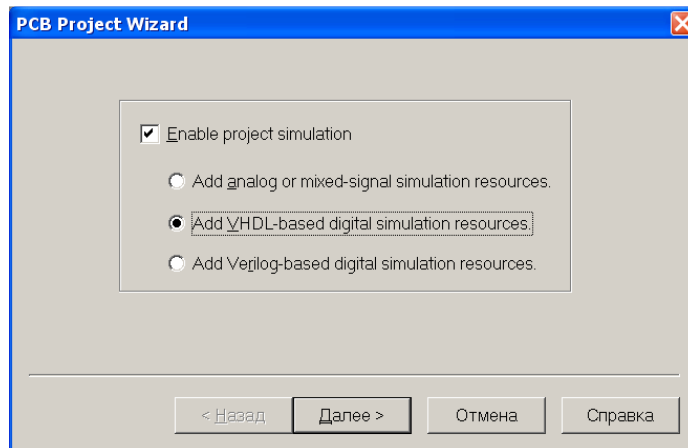 PCB Project Wizard
Enable project simulation
Add analog or mixed-signal simulation resources.
Add VHDL-based digital simulation resources.
Add Verilog-based digital simulation resources.
< Назад Далее > Отмена Справка